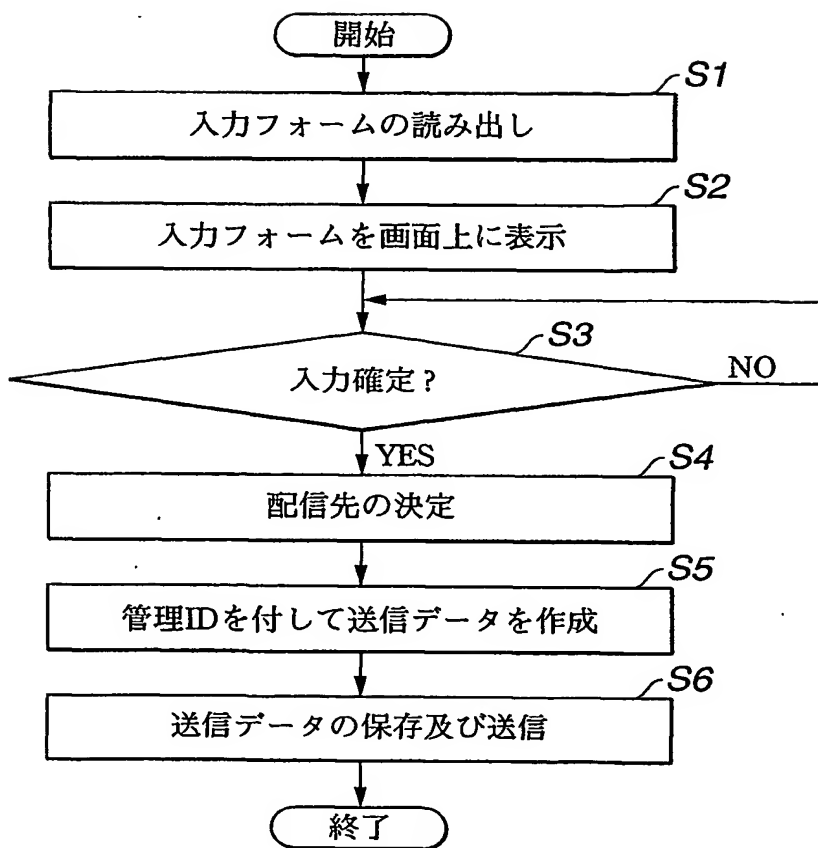 開始
S1
入力フォームの読み出し
S2
入力フォームを画面上に表示
S3
入力確定?
NO
YES
S4
配信先の決定
S5
管理IDを付して送信データを作成
S6
送信データの保存及び送信
終了